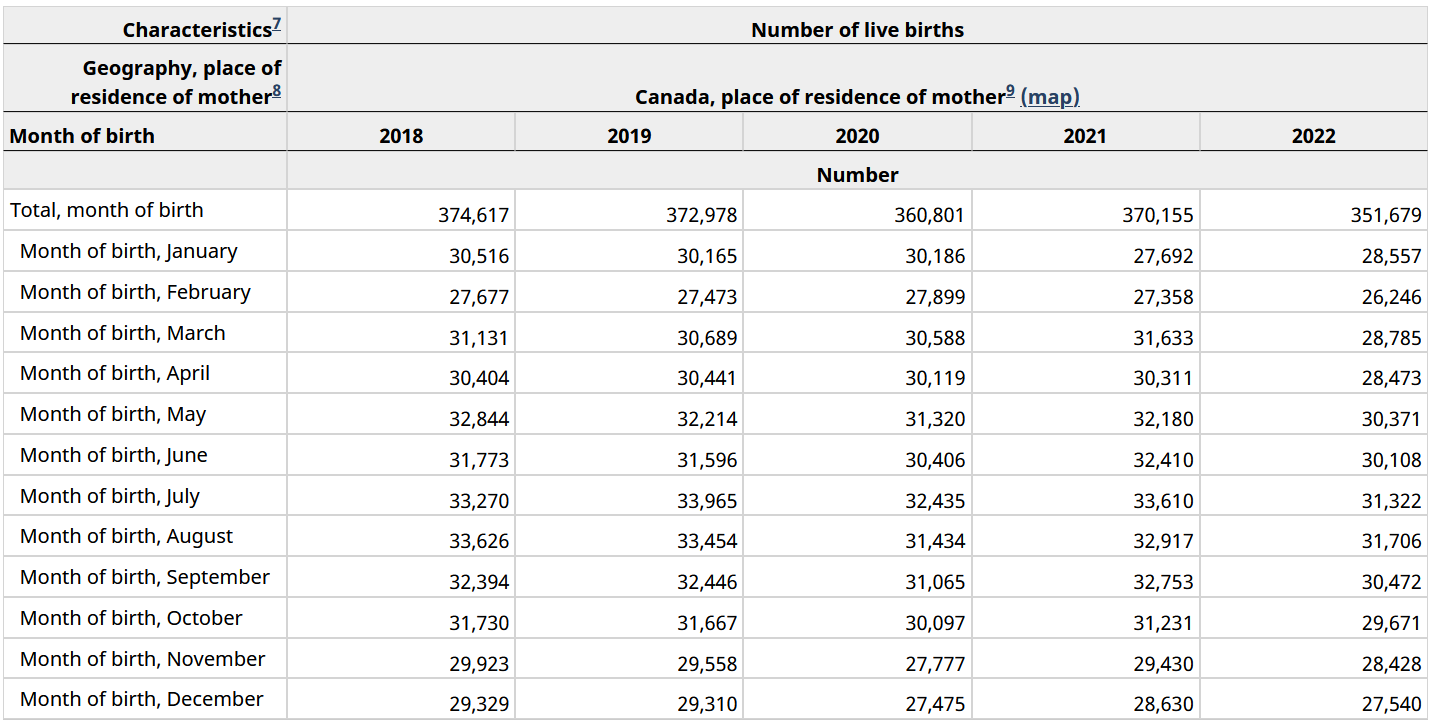 Characteristics7 Number of live births
Geography, place of
residence of mother8 Canada, place of residence of mother9 (map)
Month of birth 2018 2019 2020 2021 2022
Number
Total, month of birth 374,617 372,978 360,801 370,155 351,679
Month of birth, January 30,516 30,165 30,186 27,692 28,557
Month of birth, February 27,677 27,473 27,899 27,358 26,246
Month of birth, March 31,131 30,689 30,588 31,633 28,785
Month of birth, April 30,404 30,441 30,119 30,311 28,473
Month of birth, May 32,844 32,214 31,320 32,180 30,371
Month of birth, June 31,773 31,596 30,406 32,410 30,108
Month of birth, July 33,270 33,965 32,435 33,610 31,322
Month of birth, August 33,626 33,454 31,434 32,917 31,706
Month of birth, September 32,394 32,446 31,065 32,753 30,472
Month of birth, October 31,730 31,667 30,097 31,231 29,671
Month of birth, November 29,923 29,558 27,777 29,430 28,428
Month of birth, December 29,329 29,310 27,475 28,630 27,540